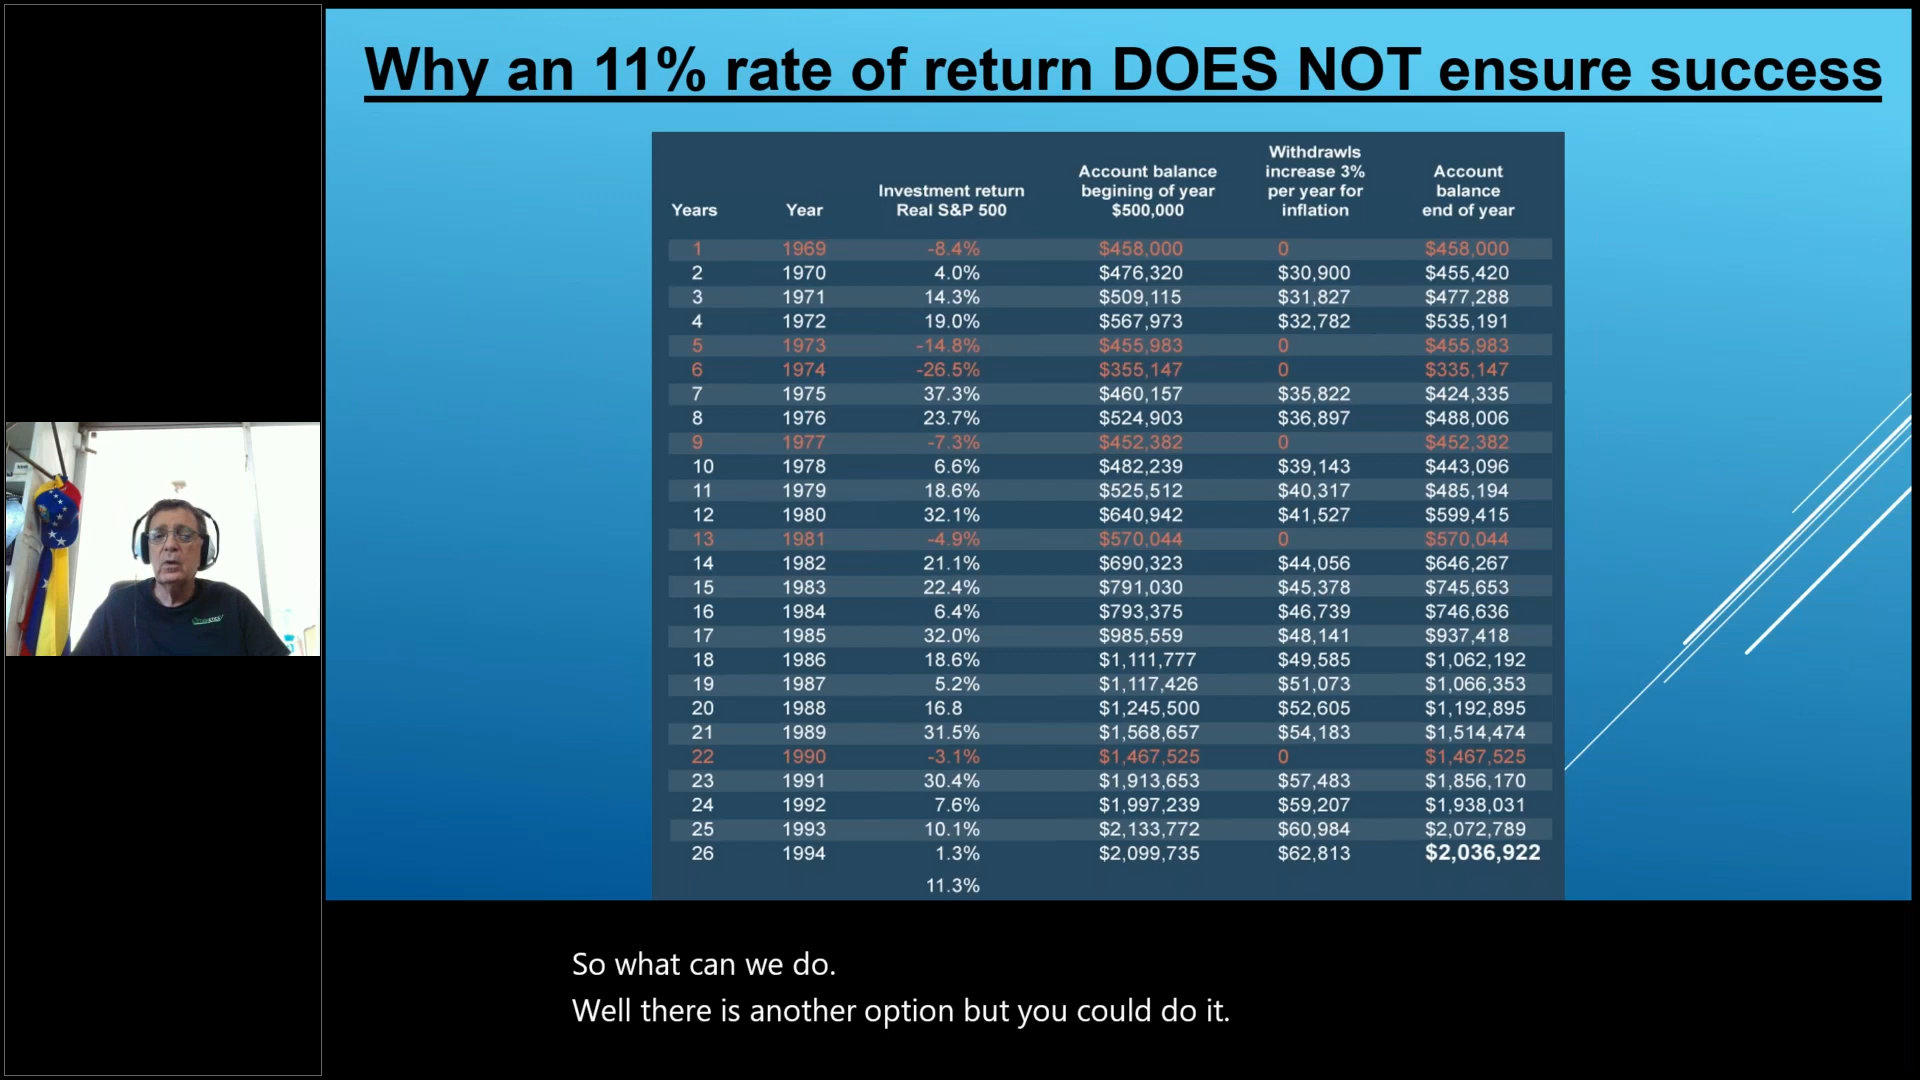 Why an 11% rate of return DOES NOT ensure success
Years Year Investment return Real S&P 500 Account balance begining of year $500,000 Withdrawls increase 3% per year for inflation Account balance end of year
1 1969 -8.4% $458,000 0 $458,000
2 1970 4.0% $476,320 $30,900 $455,420
3 1971 14.3% $509,115 $31,827 $477,288
4 1972 19.0% $567,973 $32,782 $535,191
5 1973 -14.8% $455,983 0 $455,983
6 1974 -26.5% $355,147 0 $335,147
7 1975 37.3% $460,157 $35,822 $424,335
8 1976 23.7% $524,903 $36,897 $488,006
9 1977 -7.3% $452,382 0 $452,382
10 1978 6.6% $482,239 $39,143 $443,096
11 1979 18.6% $525,512 $40,317 $485,194
12 1980 32.1% $640,942 $41,527 $599,415
13 1981 -4.9% $570,044 0 $570,044
14 1982 21.1% $690,323 $44,056 $646,267
15 1983 22.4% $791,030 $45,378 $745,653
16 1984 6.4% $793,375 $46,739 $746,636
17 1985 32.0% $985,559 $48,141 $937,418
18 1986 18.6% $1,111,777 $49,585 $1,062,192
19 1987 5.2% $1,117,426 $51,073 $1,066,353
20 1988 16.8 $1,245,500 $52,605 $1,192,895
21 1989 31.5% $1,568,657 $54,183 $1,514,474
22 1990 -3.1% $1,467,525 0 $1,467,525
23 1991 30.4% $1,913,653 $57,483 $1,856,170
24 1992 7.6% $1,997,239 $59,207 $1,938,031
25 1993 10.1% $2,133,772 $60,984 $2,072,789
26 1994 1.3% $2,099,735 $62,813 $2,036,922
11.3%
So what can we do.
Well there is another option but you could do it.